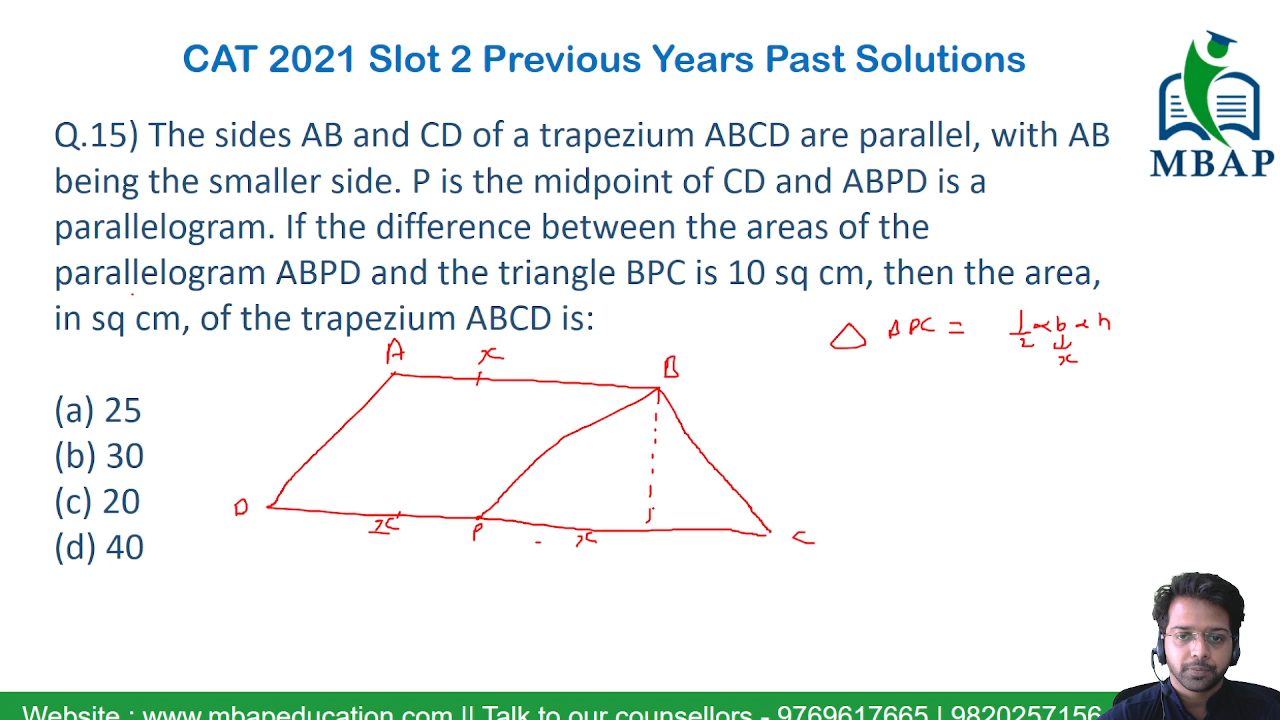 CAT 2021 Slot 2 Previous Years Past Solutions
MBAP
Q.15) The sides AB and CD of a trapezium ABCD are parallel, with AB
being the smaller side. P is the midpoint of CD and ABPD is a
parallelogram. If the difference between the areas of the
parallelogram ABPD and the triangle BPC is 10 sq cm, then the area,
in sq cm, of the trapezium ABCD is:
△ BPC = 1/2 × b × h
↓
x
A x B
(a) 25
(b) 30
(c) 20
(d) 40
D x P x C
Website : www.mbapeducation.com || Talk to our counsellors - 9769617665 | 9820257156